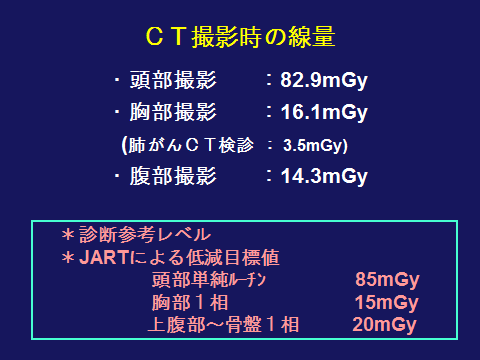 ＣＴ撮影時の線量
・頭部撮影　：82.9mGy
・胸部撮影　：16.1mGy
(肺がんＣＴ検診 ： 3.5mGy)
・腹部撮影　：14.3mGy
＊診断参考レベル
＊JARTによる低減目標値
頭部単純ﾙｰﾁﾝ　85mGy
胸部１相　15mGy
上腹部～骨盤１相　20mGy